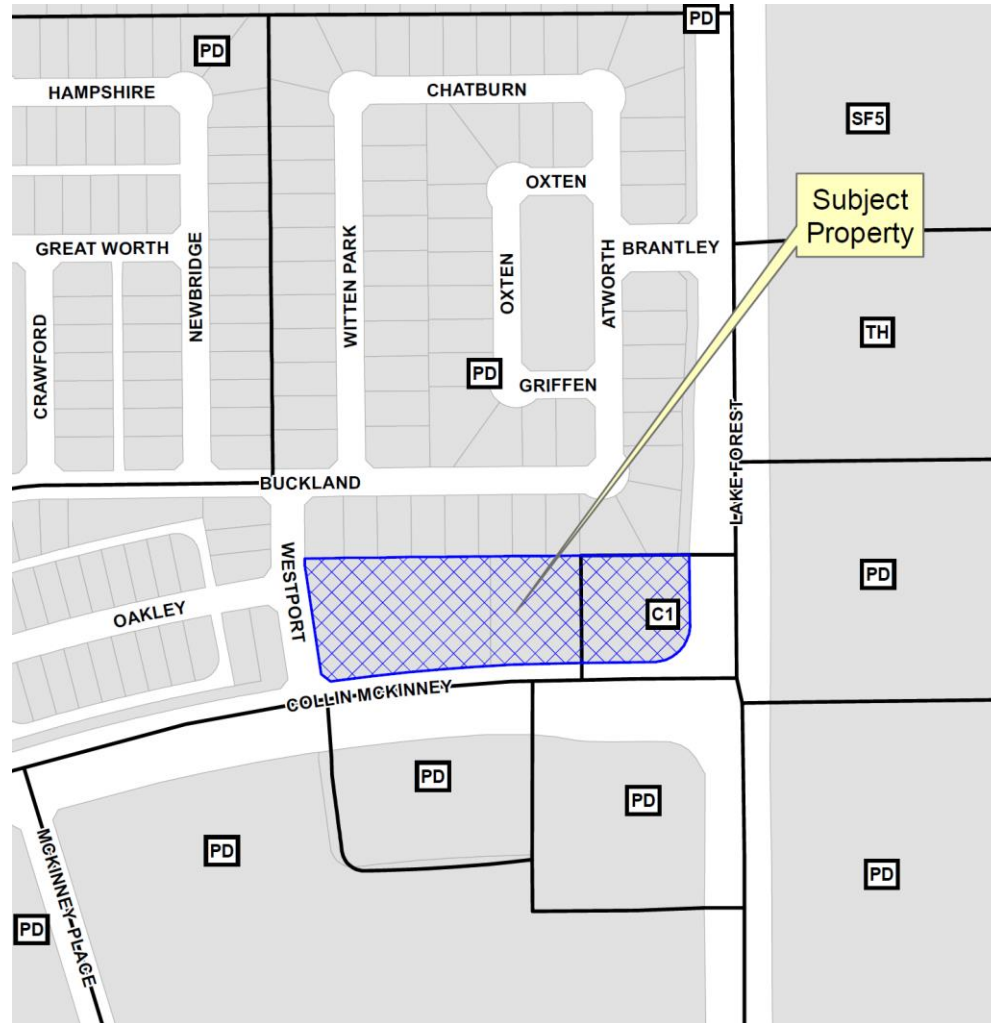 PD
PD
HAMPSHIRE
CHATBURN
SF5
OXTEN
Subject
Property
GREAT WORTH
NEWBRIDGE
WITTEN PARK
OXTEN
ATWORTH
BRANTLEY
CRAWFORD
TH
PD
GRIFFEN
LAKE FOREST
BUCKLAND
WESTPORT
OAKLEY
C1
PD
COLLIN MCKINNEY
PD
PD
PD
MCKINNEY PLACE
PD
PD